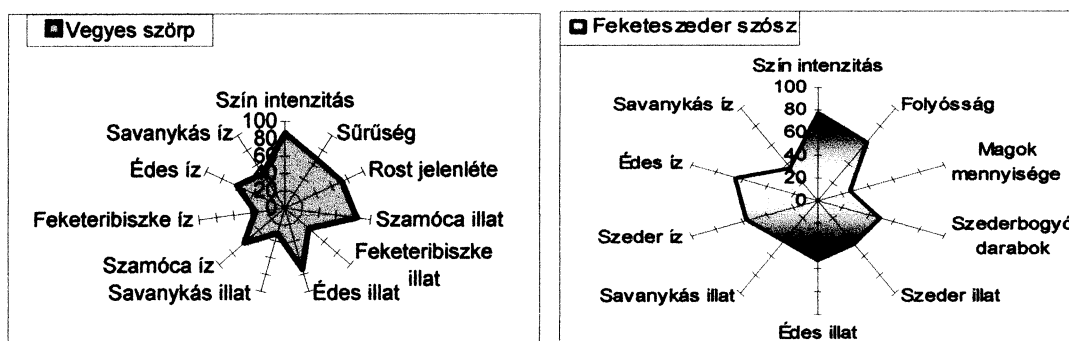 Vegyes szörp
Szín intenzitás
100
80
60
40
20
0
Sűrűség
Rost jelenléte
Szamóca illat
Feketeribiszke
illat
Édes illat
Savanykás illat
Szamóca íz
Feketeribiszke íz
Édes íz
Savanykás íz
Feketeszeder szósz
Szín intenzitás
100
80
60
40
20
0
Folyósság
Magok
mennyisége
Szederbogyó
darabok
Szeder illat
Édes illat
Savanykás illat
Szeder íz
Édes íz
Savanykás íz